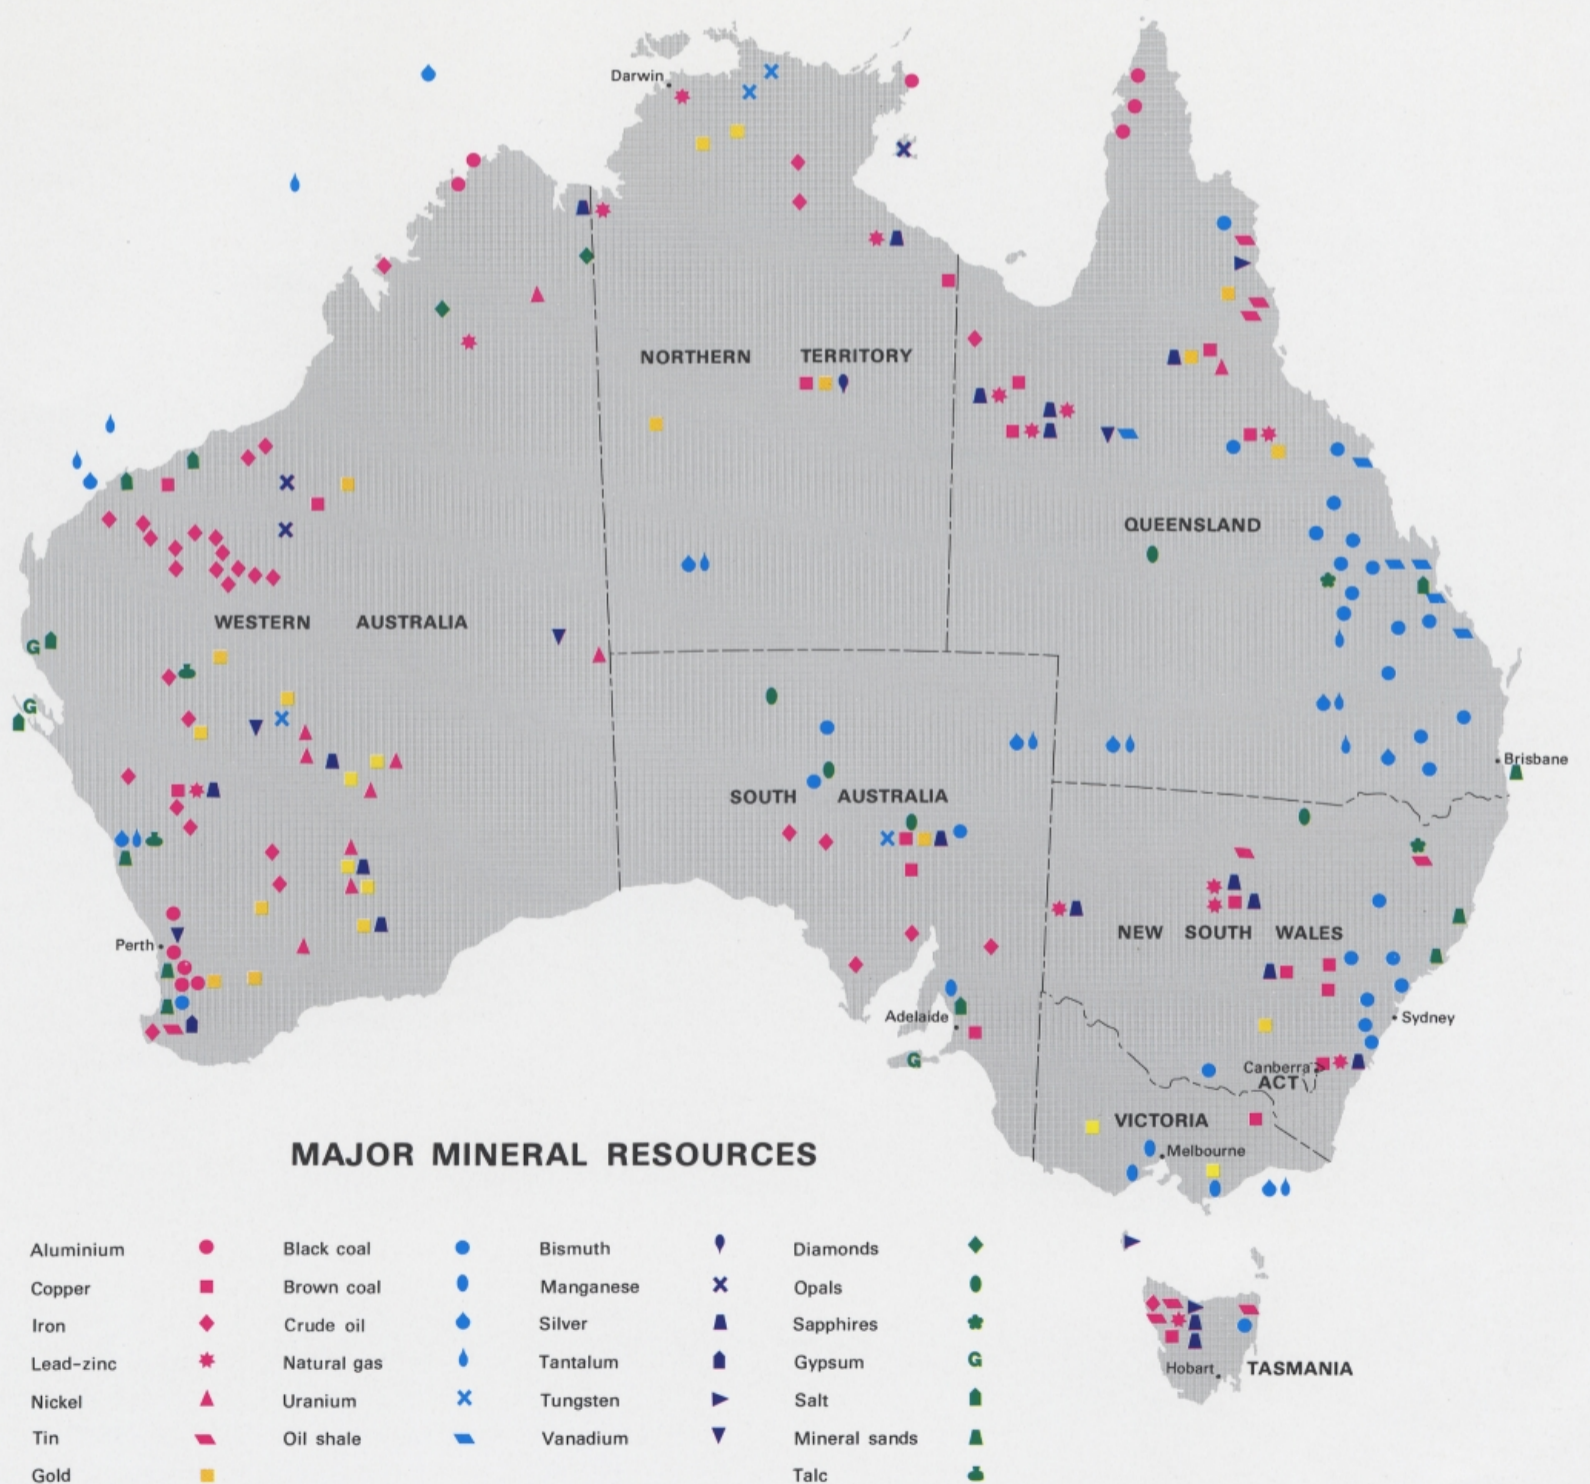 Darwin
NORTHERN TERRITORY
QUEENSLAND
WESTERN AUSTRALIA
G
G
Brisbane
SOUTH AUSTRALIA
NEW SOUTH WALES
Perth
Adelaide
Sydney
G
Canberra
ACT
VICTORIA
Melbourne
MAJOR MINERAL RESOURCES
Aluminium
Black coal
Bismuth
Diamonds
Copper
Brown coal
Manganese
Opals
Iron
Crude oil
Silver
Sapphires
Lead-zinc
Natural gas
Tantalum
Gypsum G
Nickel
Uranium
Tungsten
Salt
Tin
Oil shale
Vanadium
Mineral sands
Gold
Talc
Hobart
TASMANIA